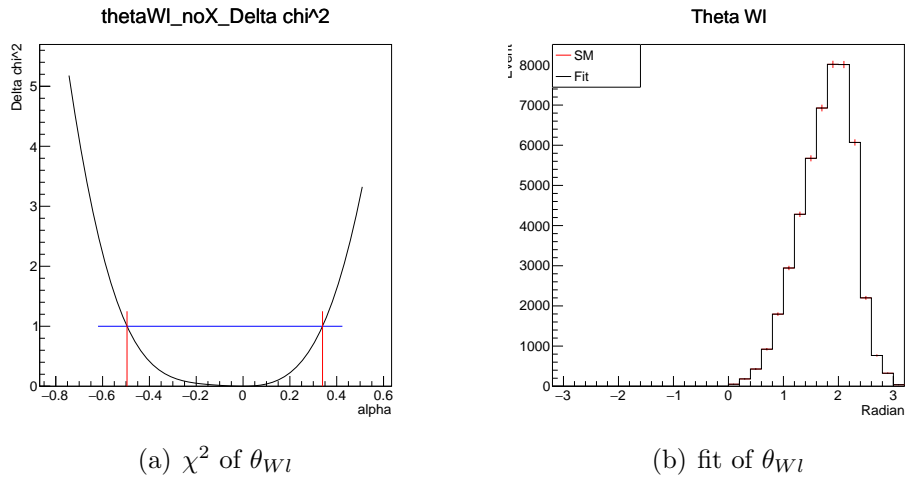 thetaWl_noX_Delta chi^2
Delta chi^2
5
4
3
2
1
0
−0.8 −0.6 −0.4 −0.2 0 0.2 0.4 0.6
alpha
(a) χ² of θ_{Wl}
Theta Wl
SM
Fit
8000
7000
6000
5000
4000
3000
2000
1000
0
−3 −2 −1 0 1 2 3
Radian
(b) fit of θ_{Wl}